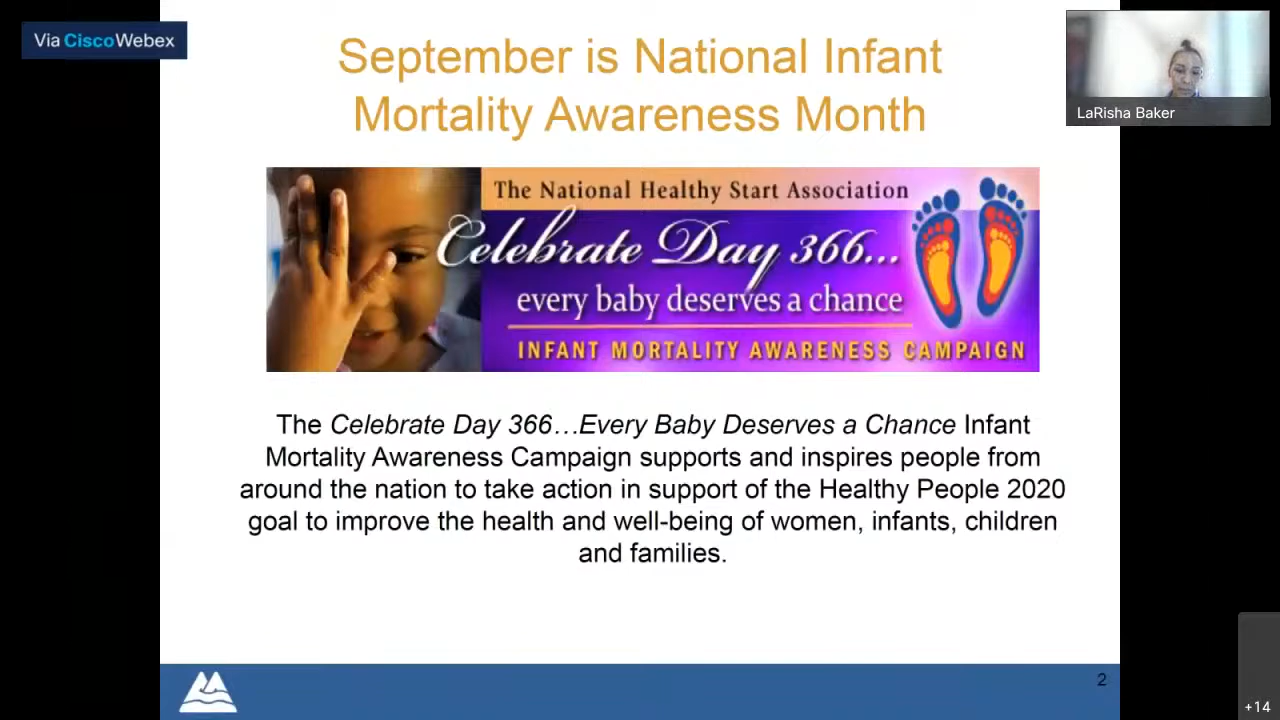 Via CiscoWebex
September is National Infant
Mortality Awareness Month
LaRisha Baker
The National Healthy Start Association
Celebrate Day 366...
every baby deserves a chance
INFANT MORTALITY AWARENESS CAMPAIGN
The Celebrate Day 366…Every Baby Deserves a Chance Infant
Mortality Awareness Campaign supports and inspires people from
around the nation to take action in support of the Healthy People 2020
goal to improve the health and well-being of women, infants, children
and families.
2
+14